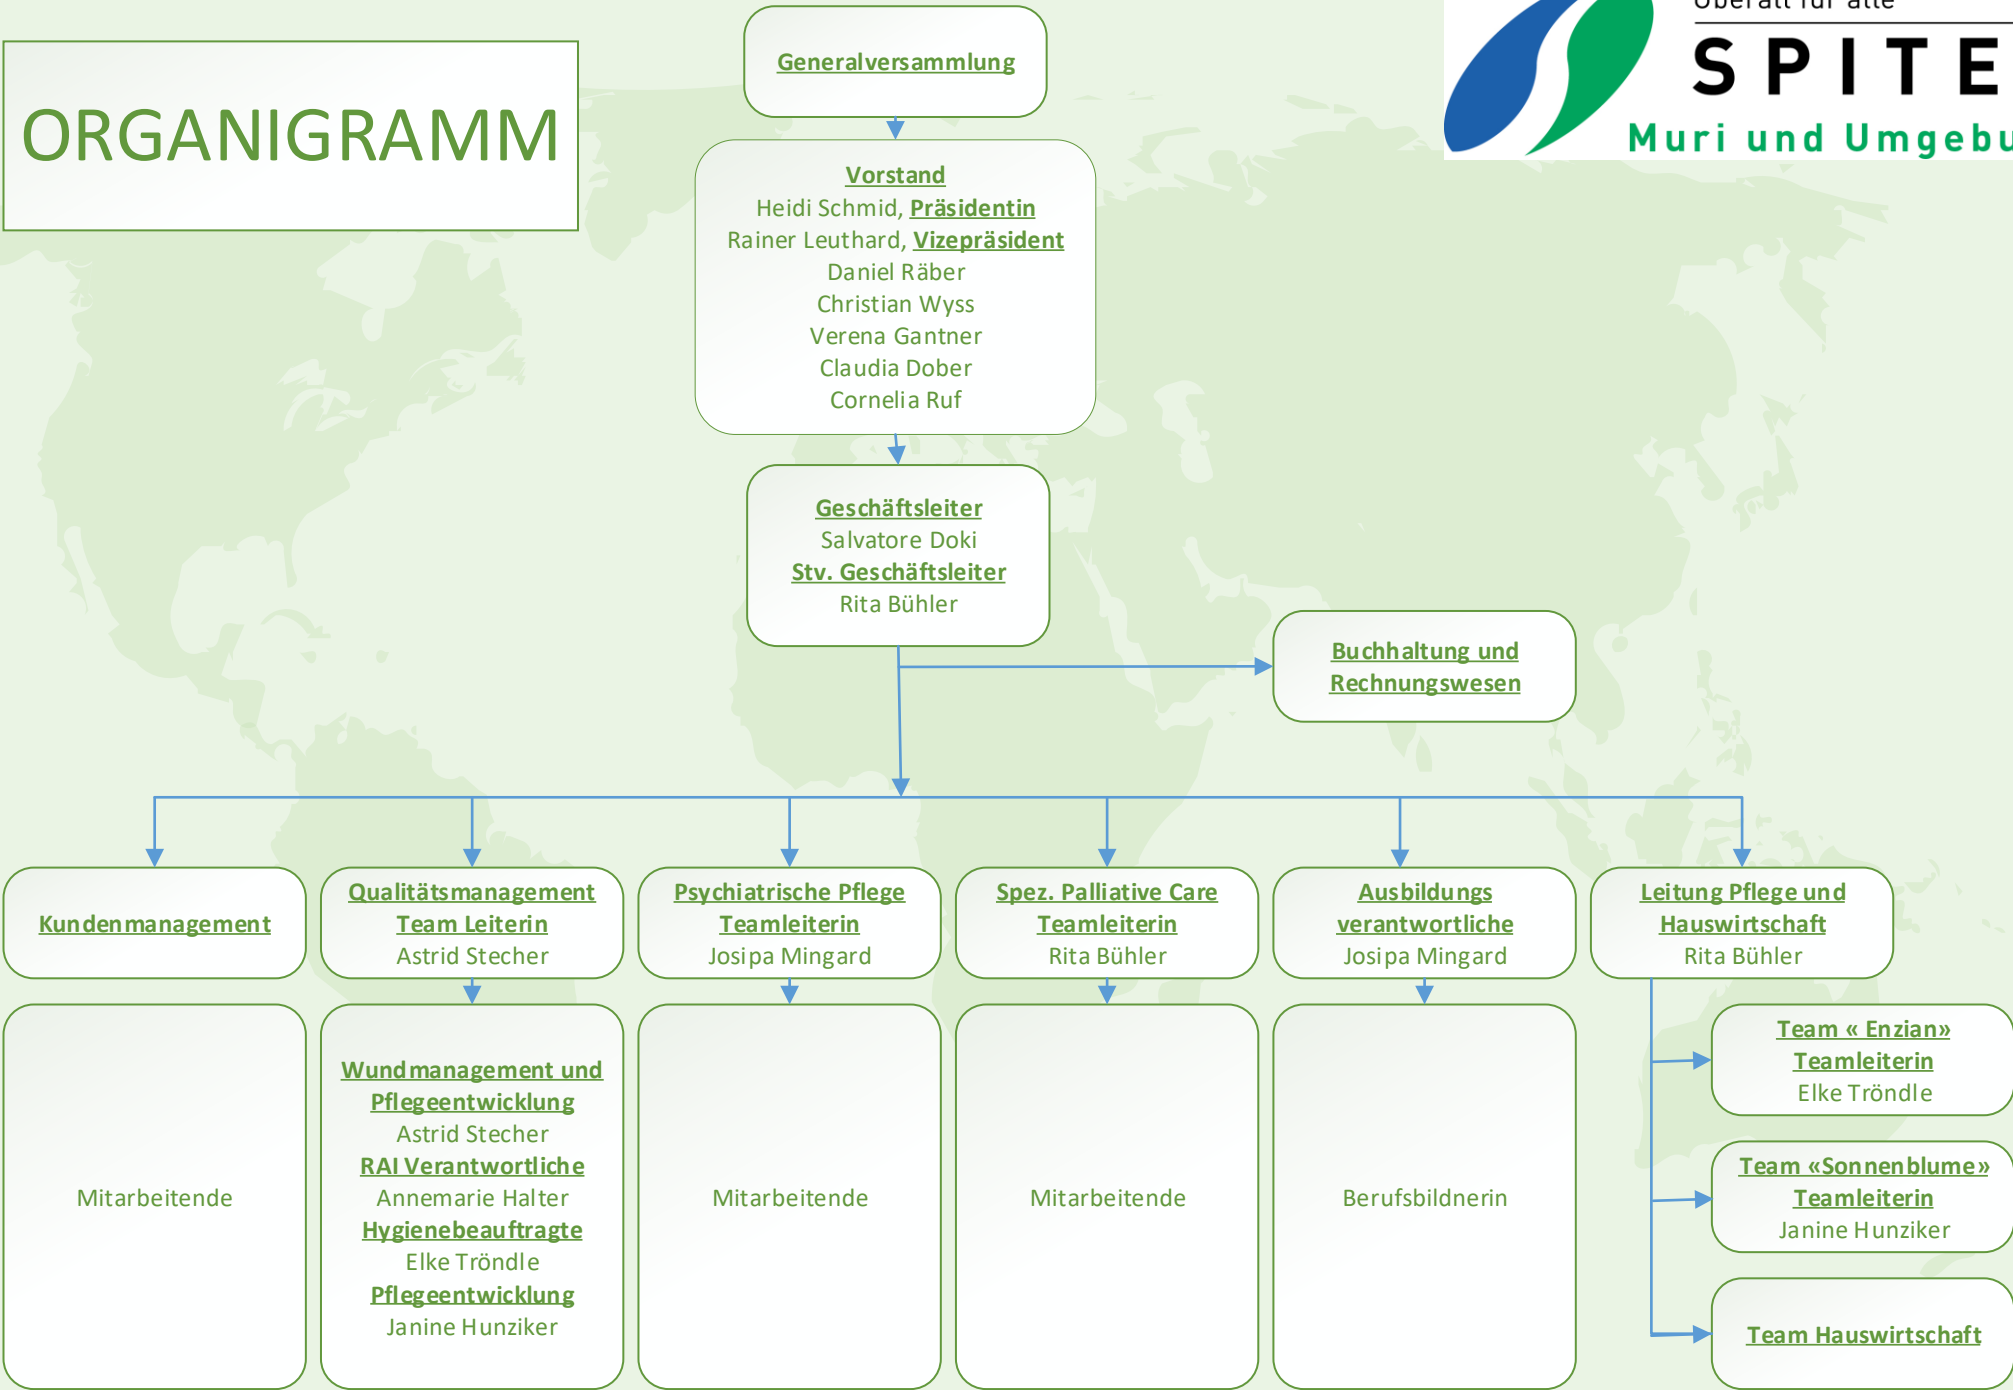 ORGANIGRAMM
Überall für alle
SPITE
Muri und Umgebu
Generalversammlung
Vorstand
Heidi Schmid, Präsidentin
Rainer Leuthard, Vizepräsident
Daniel Räber
Christian Wyss
Verena Gantner
Claudia Dober
Cornelia Ruf
Geschäftsleiter
Salvatore Doki
Stv. Geschäftsleiter
Rita Bühler
Buchhaltung und
Rechnungswesen
Kundenmanagement
Qualitätsmanagement
Team Leiterin
Astrid Stecher
Psychiatrische Pflege
Teamleiterin
Josipa Mingard
Spez. Palliative Care
Teamleiterin
Rita Bühler
Ausbildungs
verantwortliche
Josipa Mingard
Leitung Pflege und
Hauswirtschaft
Rita Bühler
Mitarbeitende
Wundmanagement und
Pflegeentwicklung
Astrid Stecher
RAI Verantwortliche
Annemarie Halter
Hygienebeauftragte
Elke Tröndle
Pflegeentwicklung
Janine Hunziker
Mitarbeitende
Mitarbeitende
Berufsbildnerin
Team « Enzian»
Teamleiterin
Elke Tröndle
Team «Sonnenblume»
Teamleiterin
Janine Hunziker
Team Hauswirtschaft